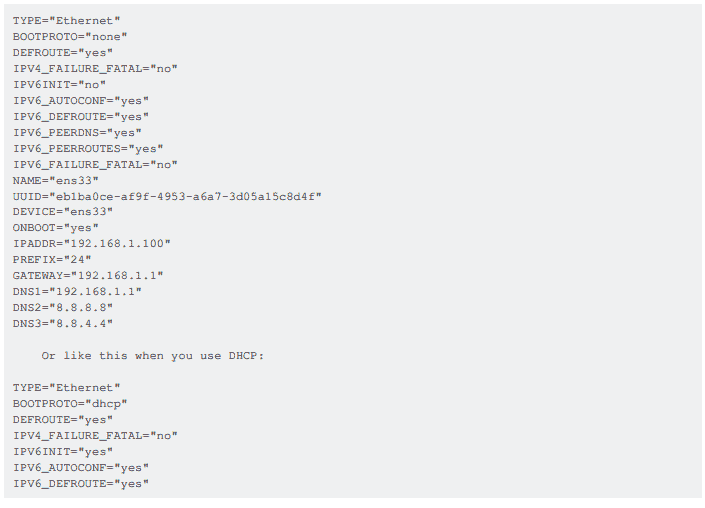 TYPE="Ethernet"
BOOTPROTO="none"
DEFROUTE="yes"
IPV4_FAILURE_FATAL="no"
IPV6INIT="no"
IPV6_AUTOCONF="yes"
IPV6_DEFROUTE="yes"
IPV6_PEERDNS="yes"
IPV6_PEERROUTES="yes"
IPV6_FAILURE_FATAL="no"
NAME="ens33"
UUID="eb1ba0ce-af9f-4953-a6a7-3d05a15c8d4f"
DEVICE="ens33"
ONBOOT="yes"
IPADDR="192.168.1.100"
PREFIX="24"
GATEWAY="192.168.1.1"
DNS1="192.168.1.1"
DNS2="8.8.8.8"
DNS3="8.8.4.4"
Or like this when you use DHCP:
TYPE="Ethernet"
BOOTPROTO="dhcp"
DEFROUTE="yes"
IPV4_FAILURE_FATAL="no"
IPV6INIT="yes"
IPV6_AUTOCONF="yes"
IPV6_DEFROUTE="yes"